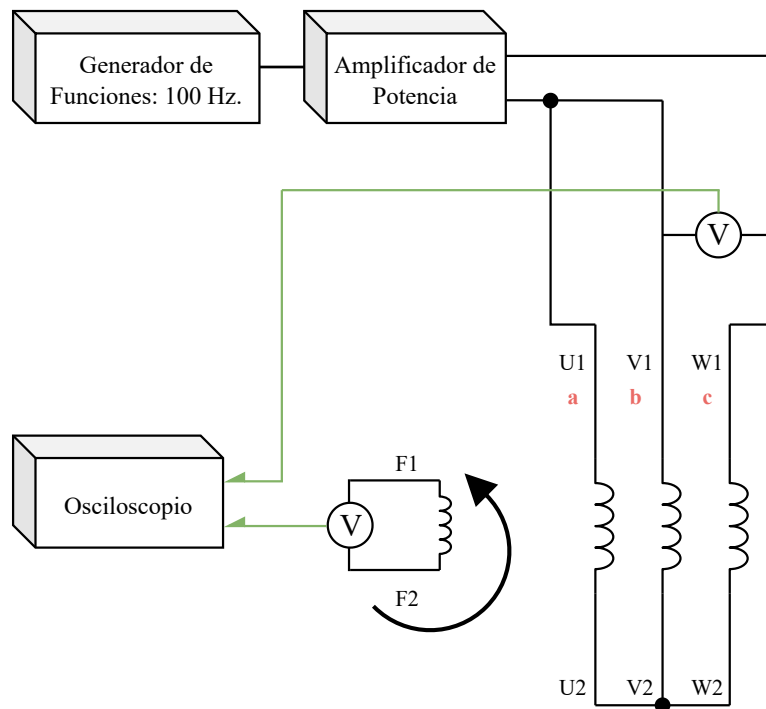 Generador de
Funciones: 100 Hz.
Amplificador de
Potencia
V
U1 V1 W1
a b c
F1
Osciloscopio
V
F2
U2 V2 W2